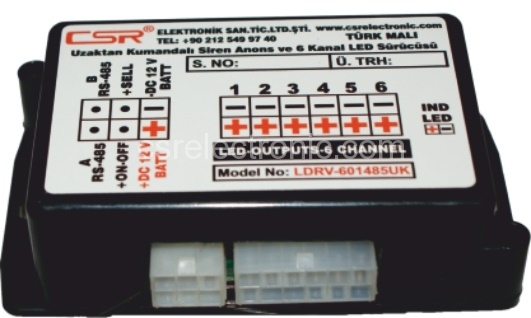 CSR ELEKTRONİK SAN.TİC.LTD.ŞTİ. www.csrelectronic.com
TEL: +90 212 549 97 40 TÜRK MALI
Uzaktan Kumandalı Siren Anons ve 6 Kanal LED Sürücüsü
S. NO: Ü. TRH:
B
RS-485
+SELL
-DC 12 V
BATT
A
RS-485
+ON-OFF
+DC 12 V
BATT
1 2 3 4 5 6
- - - - - -
+ + + + + +
IND
LED
+ -
LED-OUTPUTS-6 CHANNEL
Model No: LDRV-601485UK
csrelectronic.com